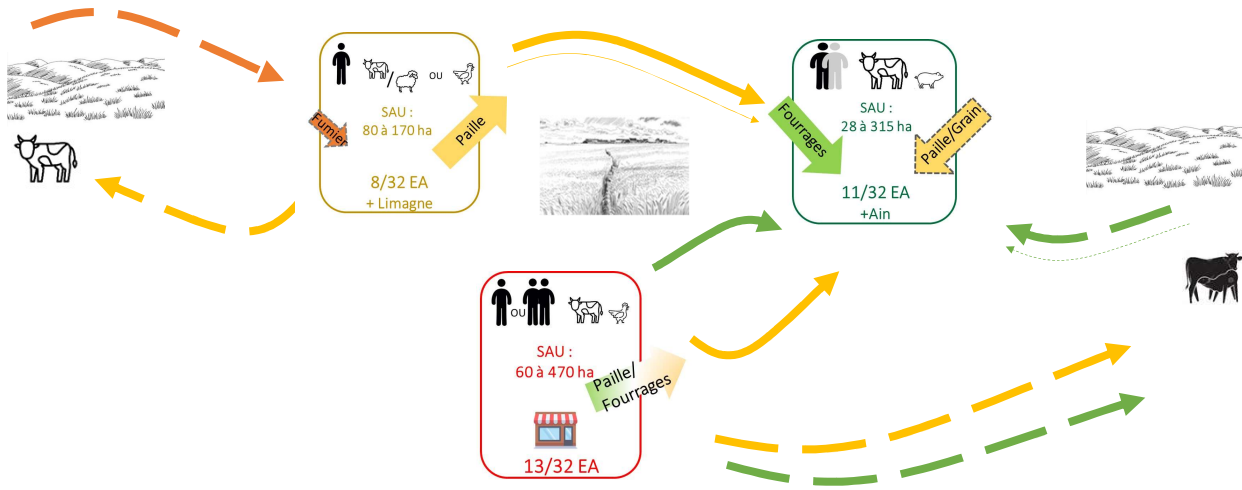 OU
SAU :
80 à 170 ha
Fumier
Paille
8/32 EA
+ Limagne
SAU :
28 à 315 ha
Fourrages
Paille/Grain
11/32 EA
+Ain
OU
SAU :
60 à 470 ha
Paille/
Fourrages
13/32 EA